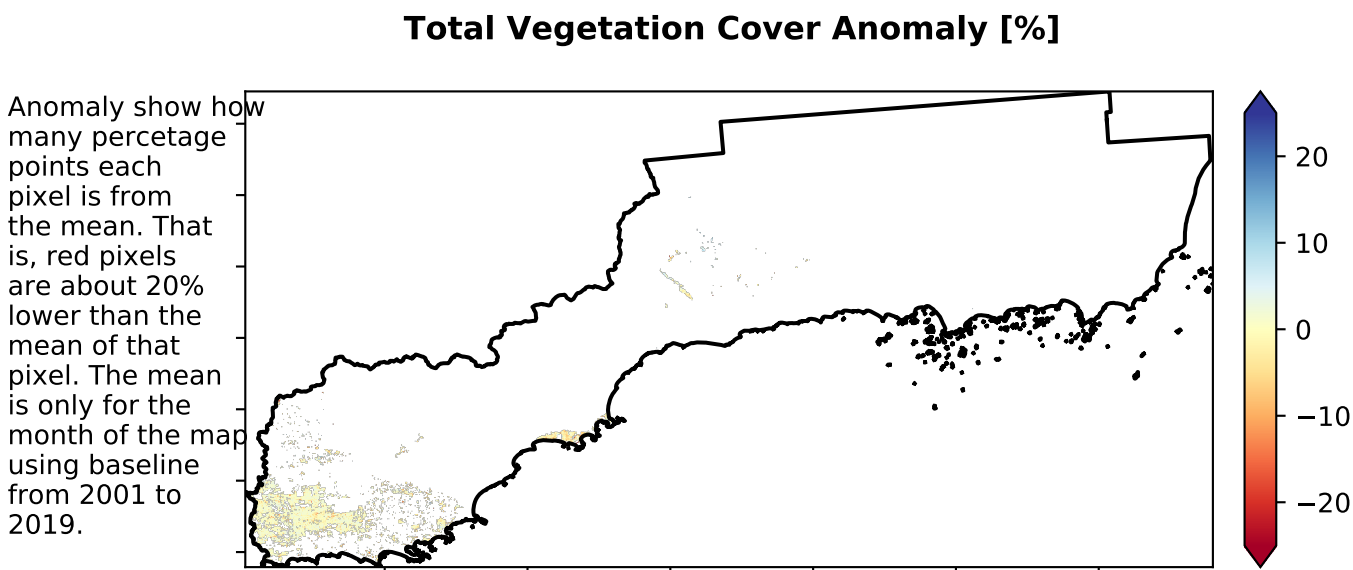 Total Vegetation Cover Anomaly [%]
Anomaly show how
many percetage
points each
pixel is from
the mean. That
is, red pixels
are about 20%
lower than the
mean of that
pixel. The mean
is only for the
month of the map
using baseline
from 2001 to
2019.
20
10
0
−10
−20